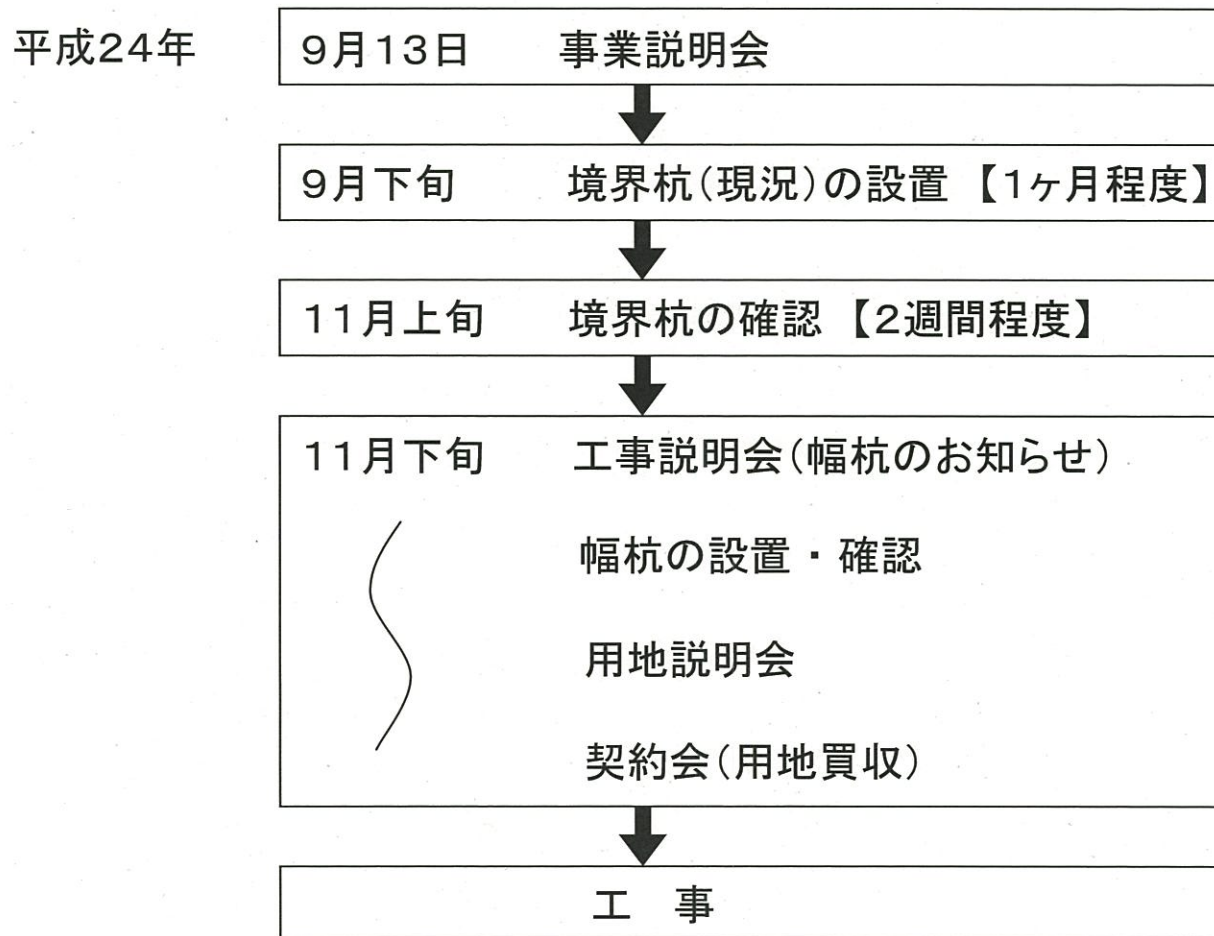 平成24年
9月13日 事業説明会
9月下旬 境界杭(現況)の設置 【1ヶ月程度】
11月上旬 境界杭の確認 【2週間程度】
11月下旬 工事説明会(幅杭のお知らせ)
幅杭の設置・確認
用地説明会
契約会(用地買収)
工 事